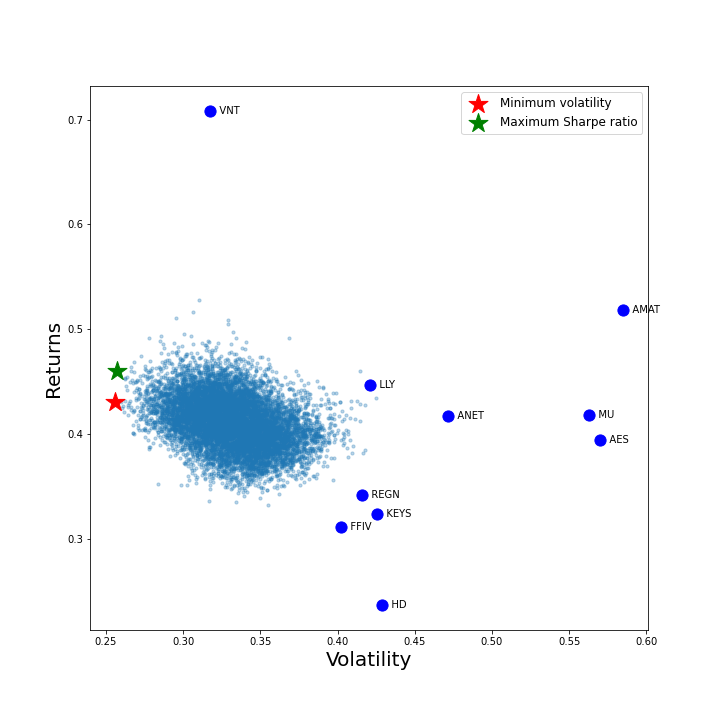 VNT
Minimum volatility
Maximum Sharpe ratio
0.7
0.6
AMAT
0.5
Returns
LLY
ANET
MU
0.4
AES
REGN
KEYS
FFIV
0.3
HD
0.25
0.30
0.35
0.40
0.45
0.50
0.55
0.60
Volatility